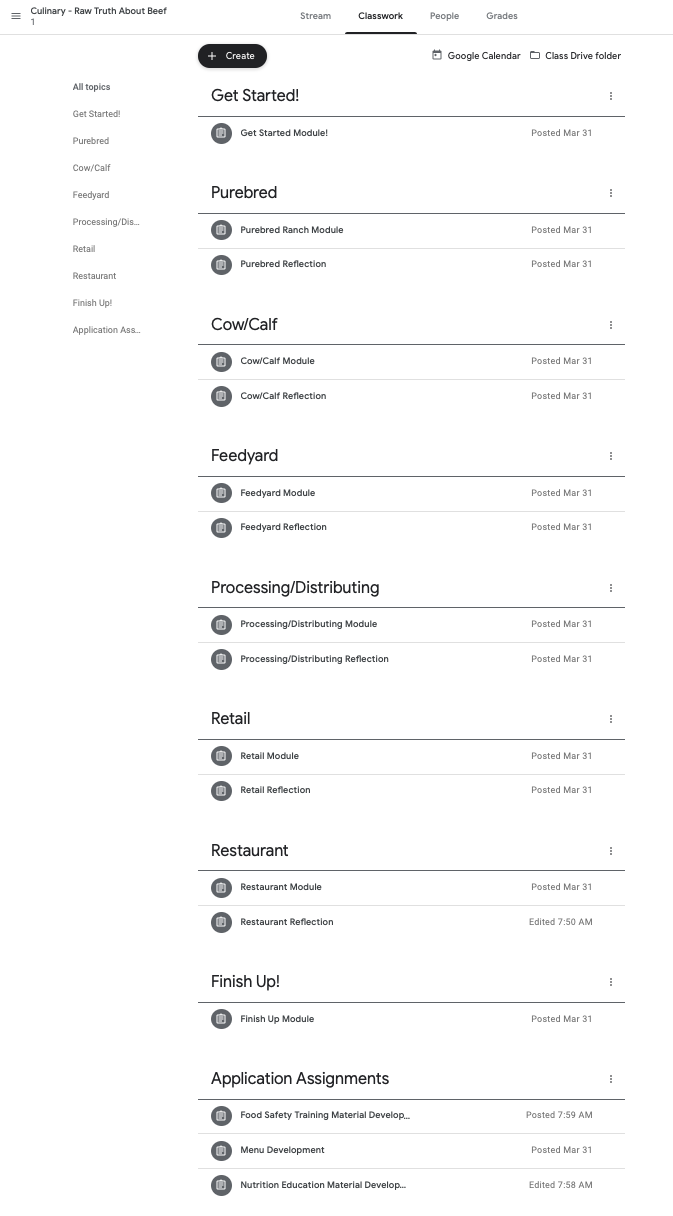 Culinary - Raw Truth About Beef
1
Stream
Classwork
People
Grades
Create
Google Calendar
Class Drive folder
All topics
Get Started!
Purebred
Cow/Calf
Feedyard
Processing/Dis...
Retail
Restaurant
Finish Up!
Application Ass...
Get Started!
Get Started Module! Posted Mar 31
Purebred
Purebred Ranch Module Posted Mar 31
Purebred Reflection Posted Mar 31
Cow/Calf
Cow/Calf Module Posted Mar 31
Cow/Calf Reflection Posted Mar 31
Feedyard
Feedyard Module Posted Mar 31
Feedyard Reflection Posted Mar 31
Processing/Distributing
Processing/Distributing Module Posted Mar 31
Processing/Distributing Reflection Posted Mar 31
Retail
Retail Module Posted Mar 31
Retail Reflection Posted Mar 31
Restaurant
Restaurant Module Posted Mar 31
Restaurant Reflection Edited 7:50 AM
Finish Up!
Finish Up Module Posted Mar 31
Application Assignments
Food Safety Training Material Develop... Posted 7:59 AM
Menu Development Posted Mar 31
Nutrition Education Material Develop... Edited 7:58 AM